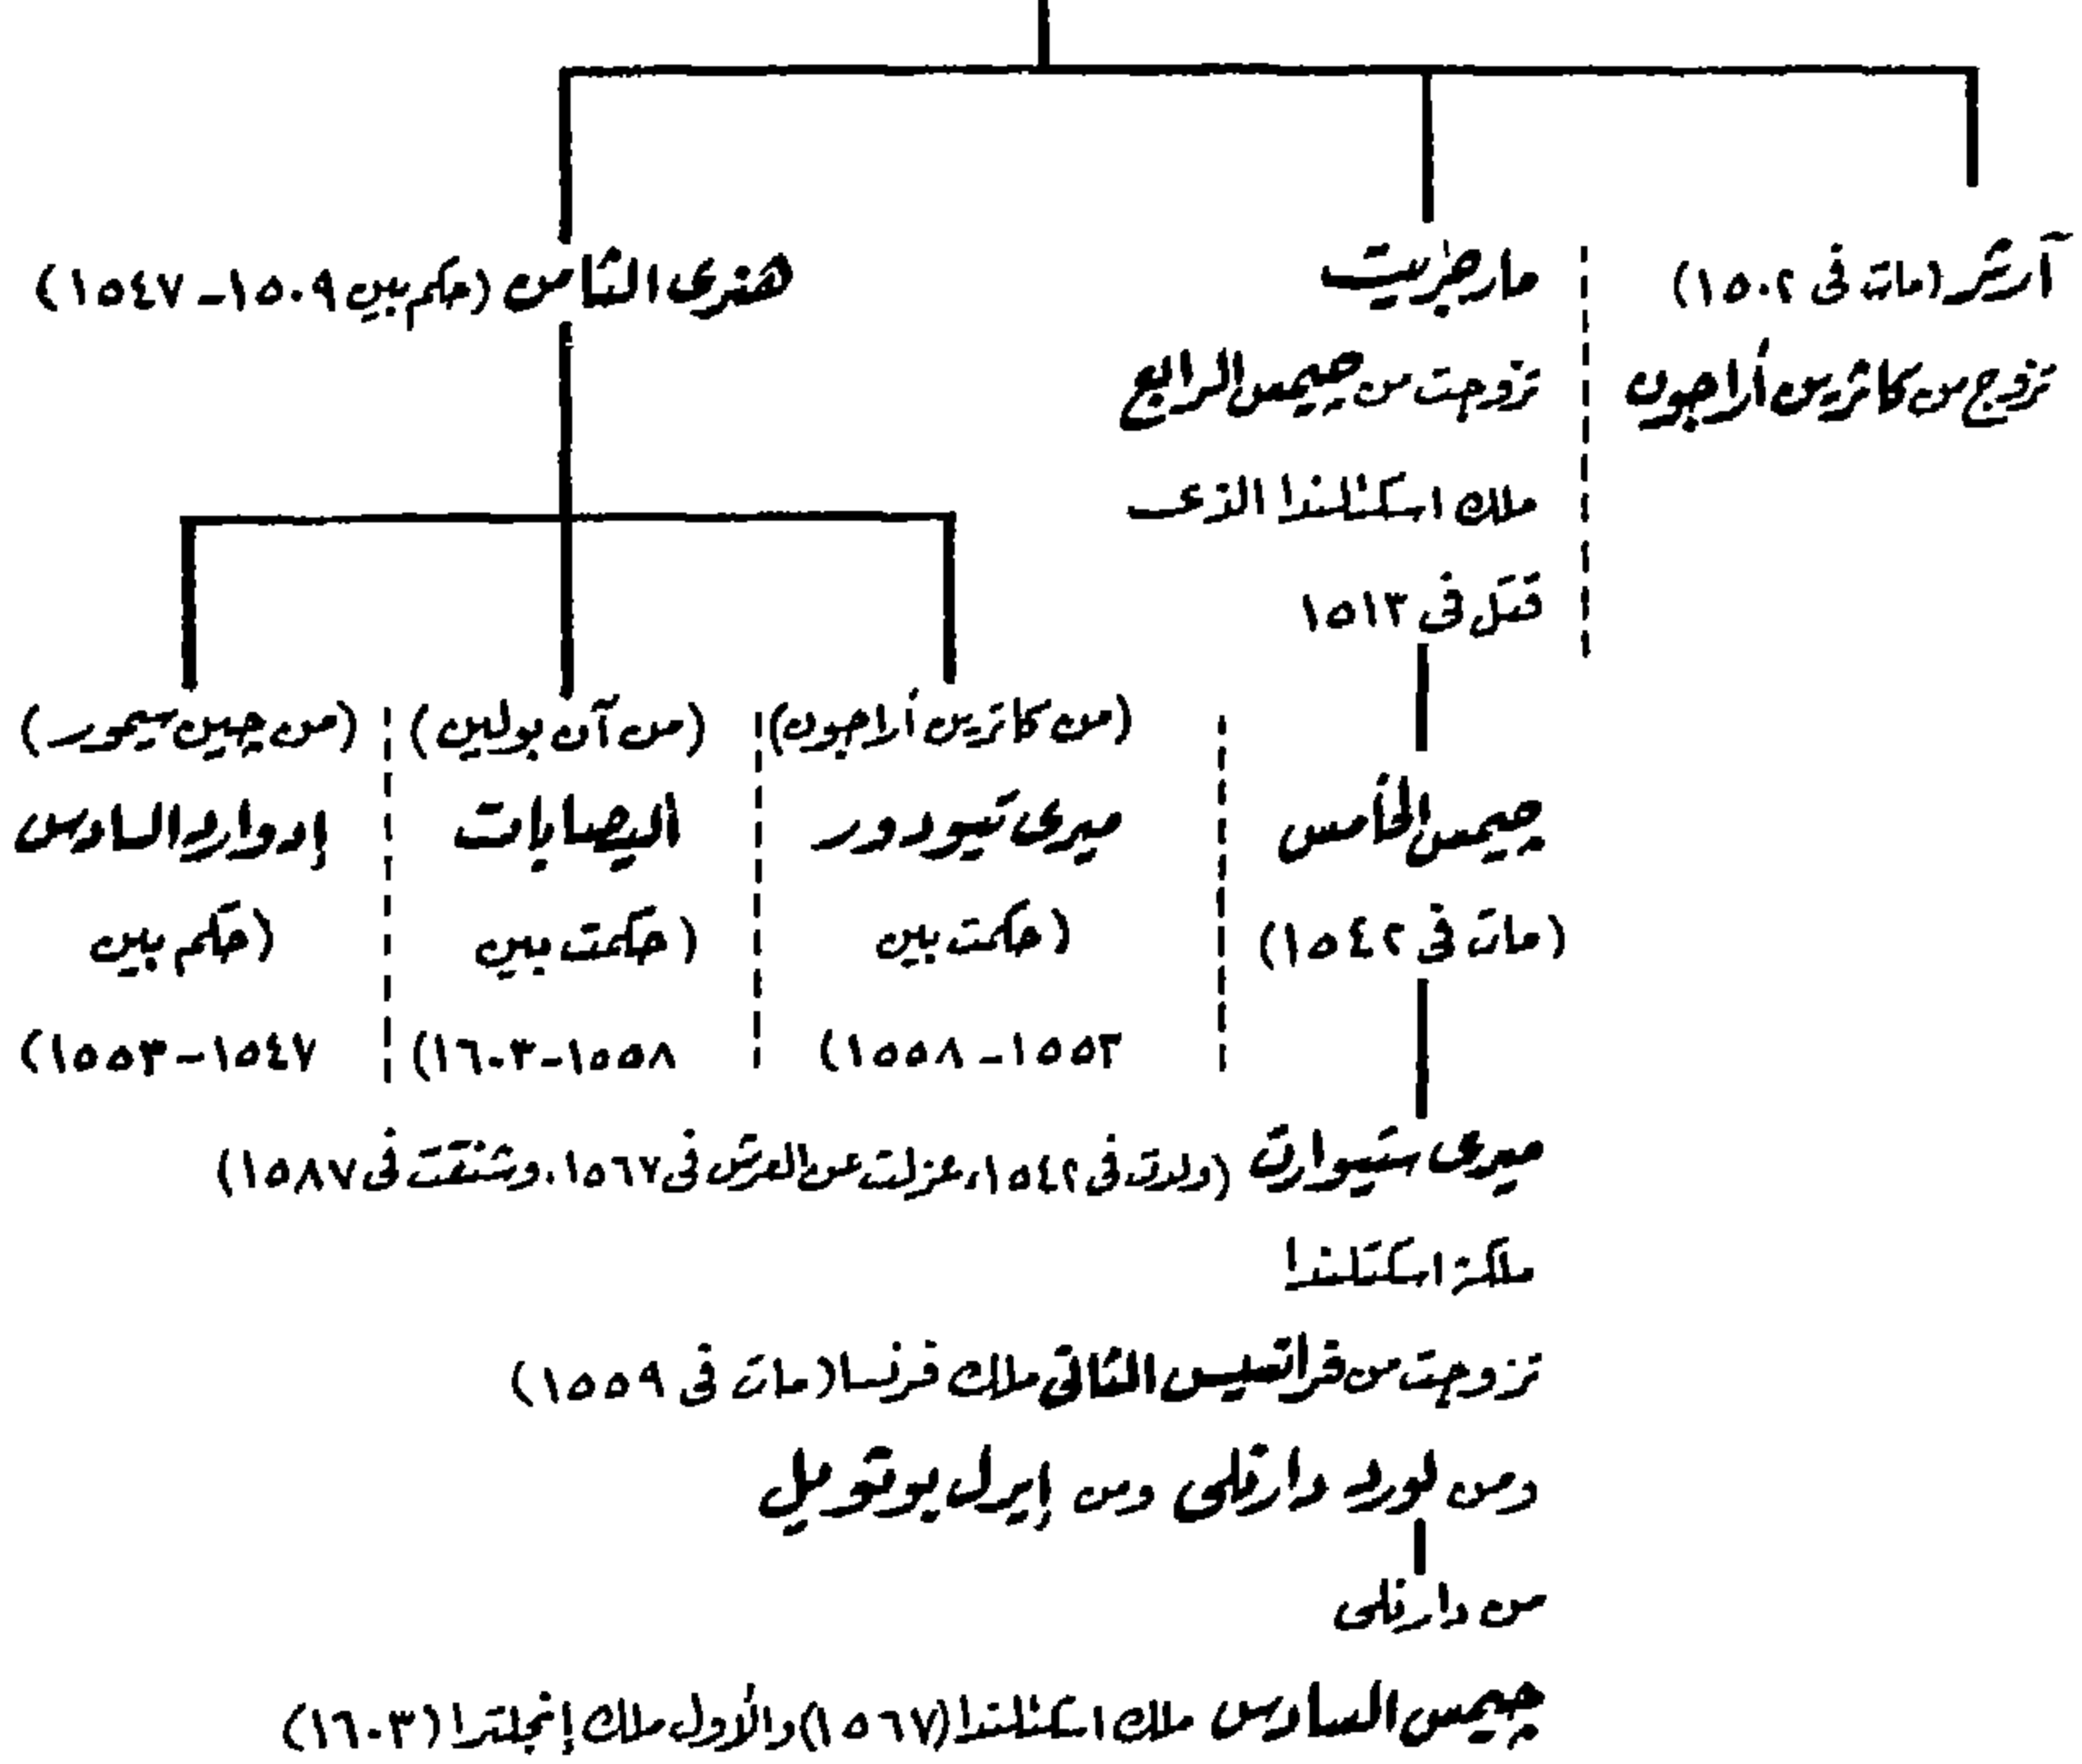 آرثر (مات فى ١٥٠٢)
تزوج من كاثرين أراجون
مارجريت
تزوجت من چيمس الرابع
ملك اسكتلندا الذى
قتل فى ١٥١٣
هنرى الثامن (حكم بين ١٥٠٩ - ١٥٤٧)
چيمس الخامس
(مات فى ١٥٤٢)
(من كاثرين أراجون)
ميرى تيودور
(حكمت بين
١٥٥٣ - ١٥٥٨)
(من آن بولين)
اليصابات
(حكمت بين
١٥٥٨-١٦٠٣)
(من چين سيمور)
إدوارد السادس
(حكم بين
١٥٤٧-١٥٥٣)
ميرى ستيوارت (ولدت فى ١٥٤٢، عزلت عن العرش فى ١٥٦٧، وشنقت فى ١٥٨٧)
ملكة اسكتلندا
تزوجت من فرانسيس الثانى ملك فرنسا (مات فى ١٥٥٩)
ومن لورد دارنلى ومن إيرل بوثويل
من دارنلى
چيمس السادس ملك اسكتلندا (١٥٦٧) والأول ملك إنجلترا (١٦٠٣)